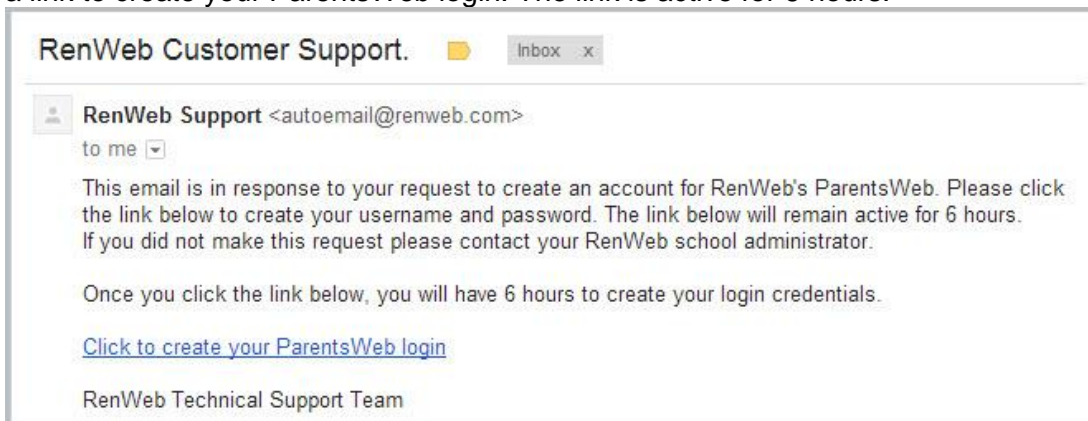 a link to create your ParentsWeb login. The link is active for 6 hours.
RenWeb Customer Support.
Inbox x
RenWeb Support <autoemail@renweb.com>
to me
This email is in response to your request to create an account for RenWeb's ParentsWeb. Please click
the link below to create your username and password. The link below will remain active for 6 hours.
If you did not make this request please contact your RenWeb school administrator.
Once you click the link below, you will have 6 hours to create your login credentials.
Click to create your ParentsWeb login
RenWeb Technical Support Team